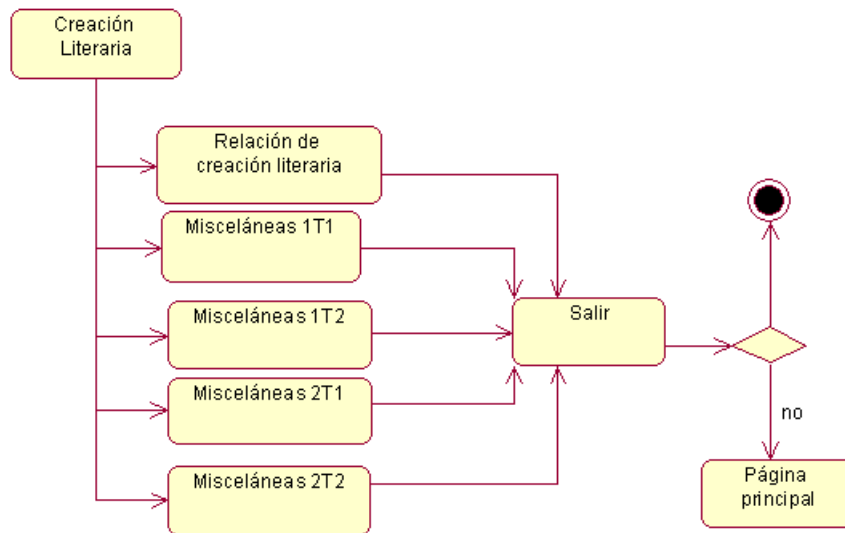 Creación
Literaria
Relación de
creación literaria
Misceláneas 1T1
Misceláneas 1T2
Salir
Misceláneas 2T1
no
Misceláneas 2T2
Página
principal